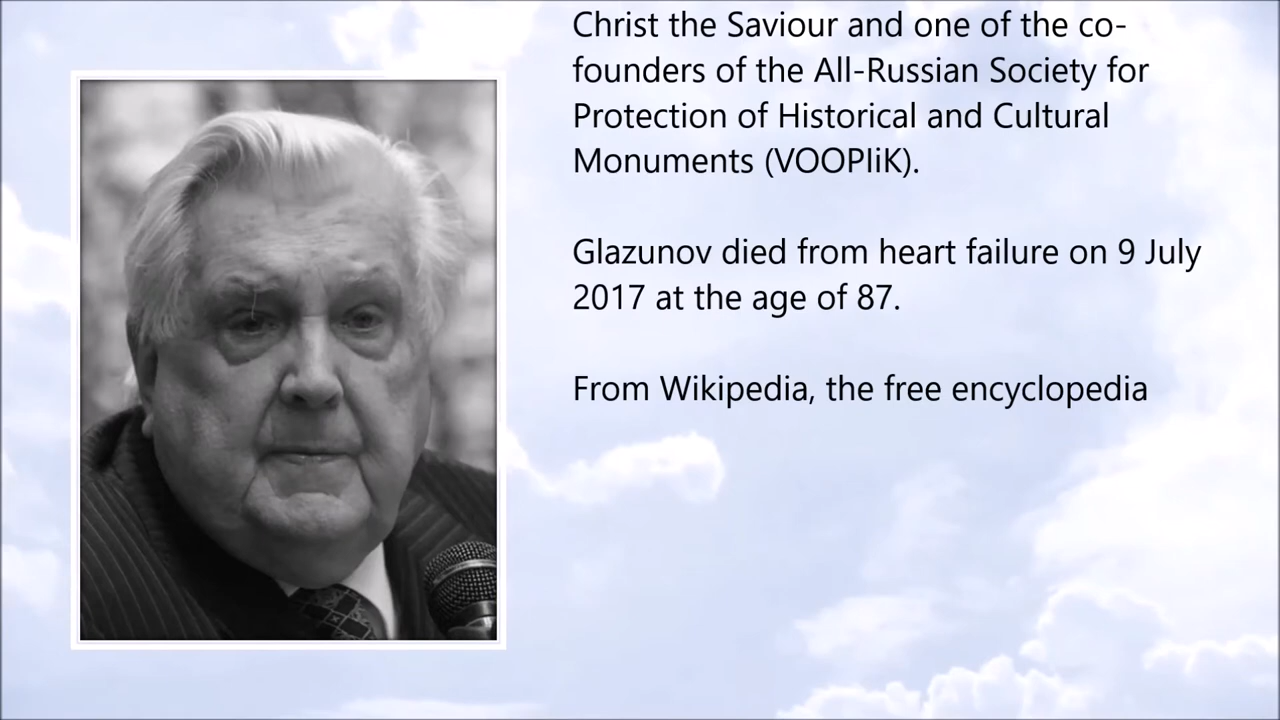 Christ the Saviour and one of the co-
founders of the All-Russian Society for
Protection of Historical and Cultural
Monuments (VOOPIiK).
Glazunov died from heart failure on 9 July
2017 at the age of 87.
From Wikipedia, the free encyclopedia